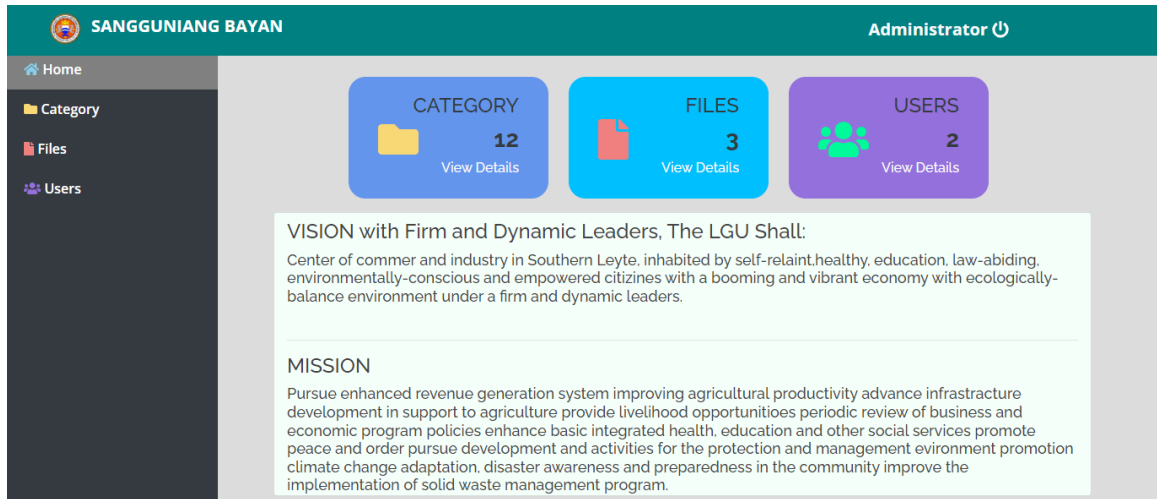 SANGGUNIANG BAYAN
Administrator
Home
Category
Files
Users
CATEGORY
12
View Details
FILES
3
View Details
USERS
2
View Details
VISION with Firm and Dynamic Leaders, The LGU Shall:
Center of commer and industry in Southern Leyte, inhabited by self-relaint,healthy, education, law-abiding,
environmentally-conscious and empowered citizines with a booming and vibrant economy with ecologically-
balance environment under a firm and dynamic leaders.
MISSION
Pursue enhanced revenue generation system improving agricultural productivity advance infrastracture
development in support to agriculture provide livelihood opportunitioes periodic review of business and
economic program policies enhance basic integrated health, education and other social services promote
peace and order pursue development and activities for the protection and management evironment promotion
climate change adaptation, disaster awareness and preparedness in the community improve the
implementation of solid waste management program.